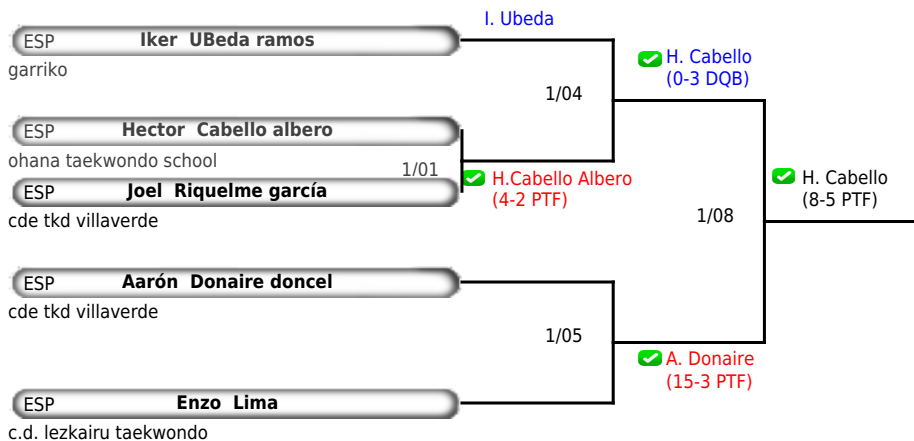 I. Ubeda
ESP Iker UBeda ramos
garriko
H. Cabello
(0-3 DQB)
1/04
ESP Hector Cabello albero
ohana taekwondo school
1/01
H.Cabello Albero
(4-2 PTF)
ESP Joel Riquelme garcía
cde tkd villaverde
H. Cabello
(8-5 PTF)
1/08
ESP Aarón Donaire doncel
cde tkd villaverde
1/05
A. Donaire
(15-3 PTF)
ESP Enzo Lima
c.d. lezkairu taekwondo